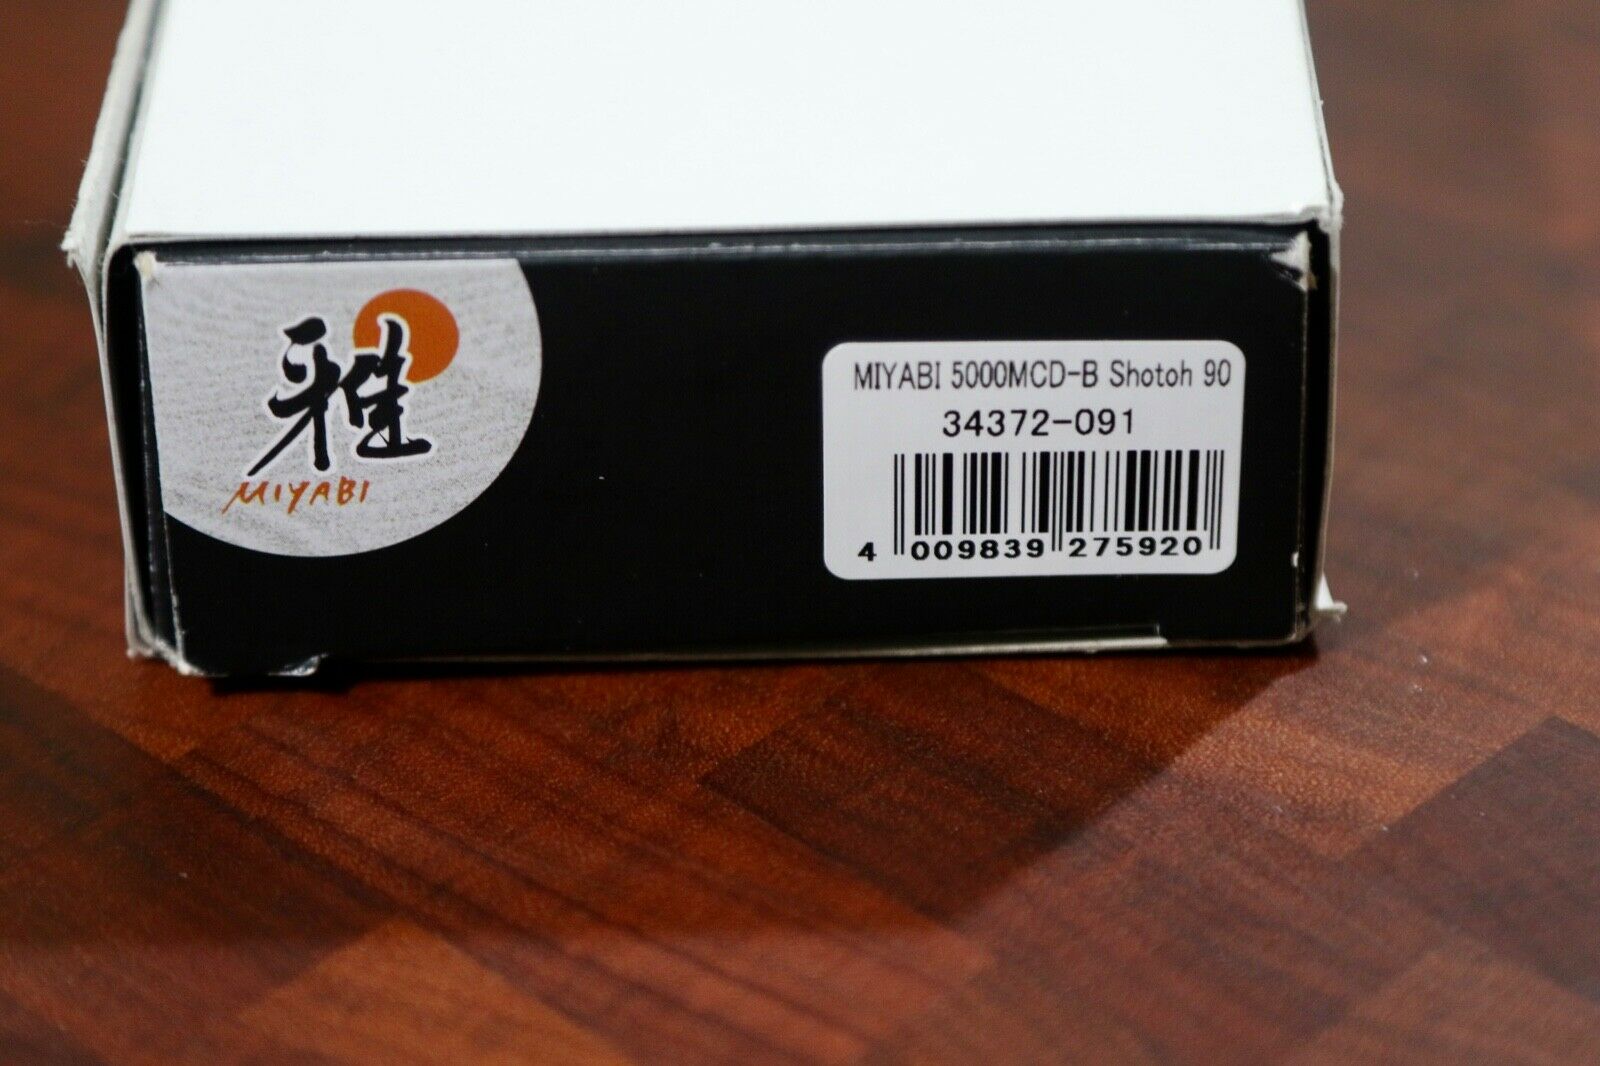 雅
MIYABI
MIYABI 5000MCD-B Shotoh 90
34372-091
4 009839 275920